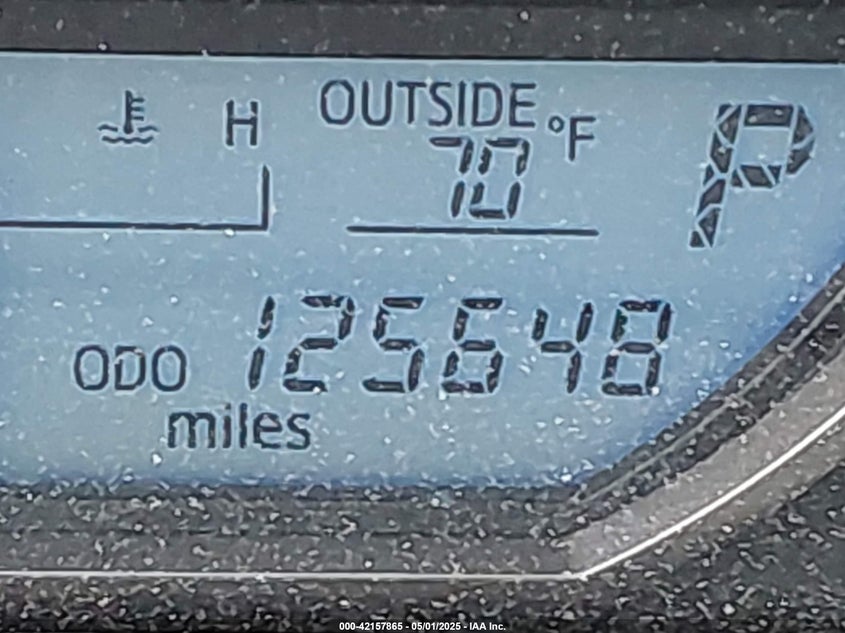 H
OUTSIDE
70 °F
P
ODO 125648
miles
000-42157865 - 05/01/2025 - IAA Inc.